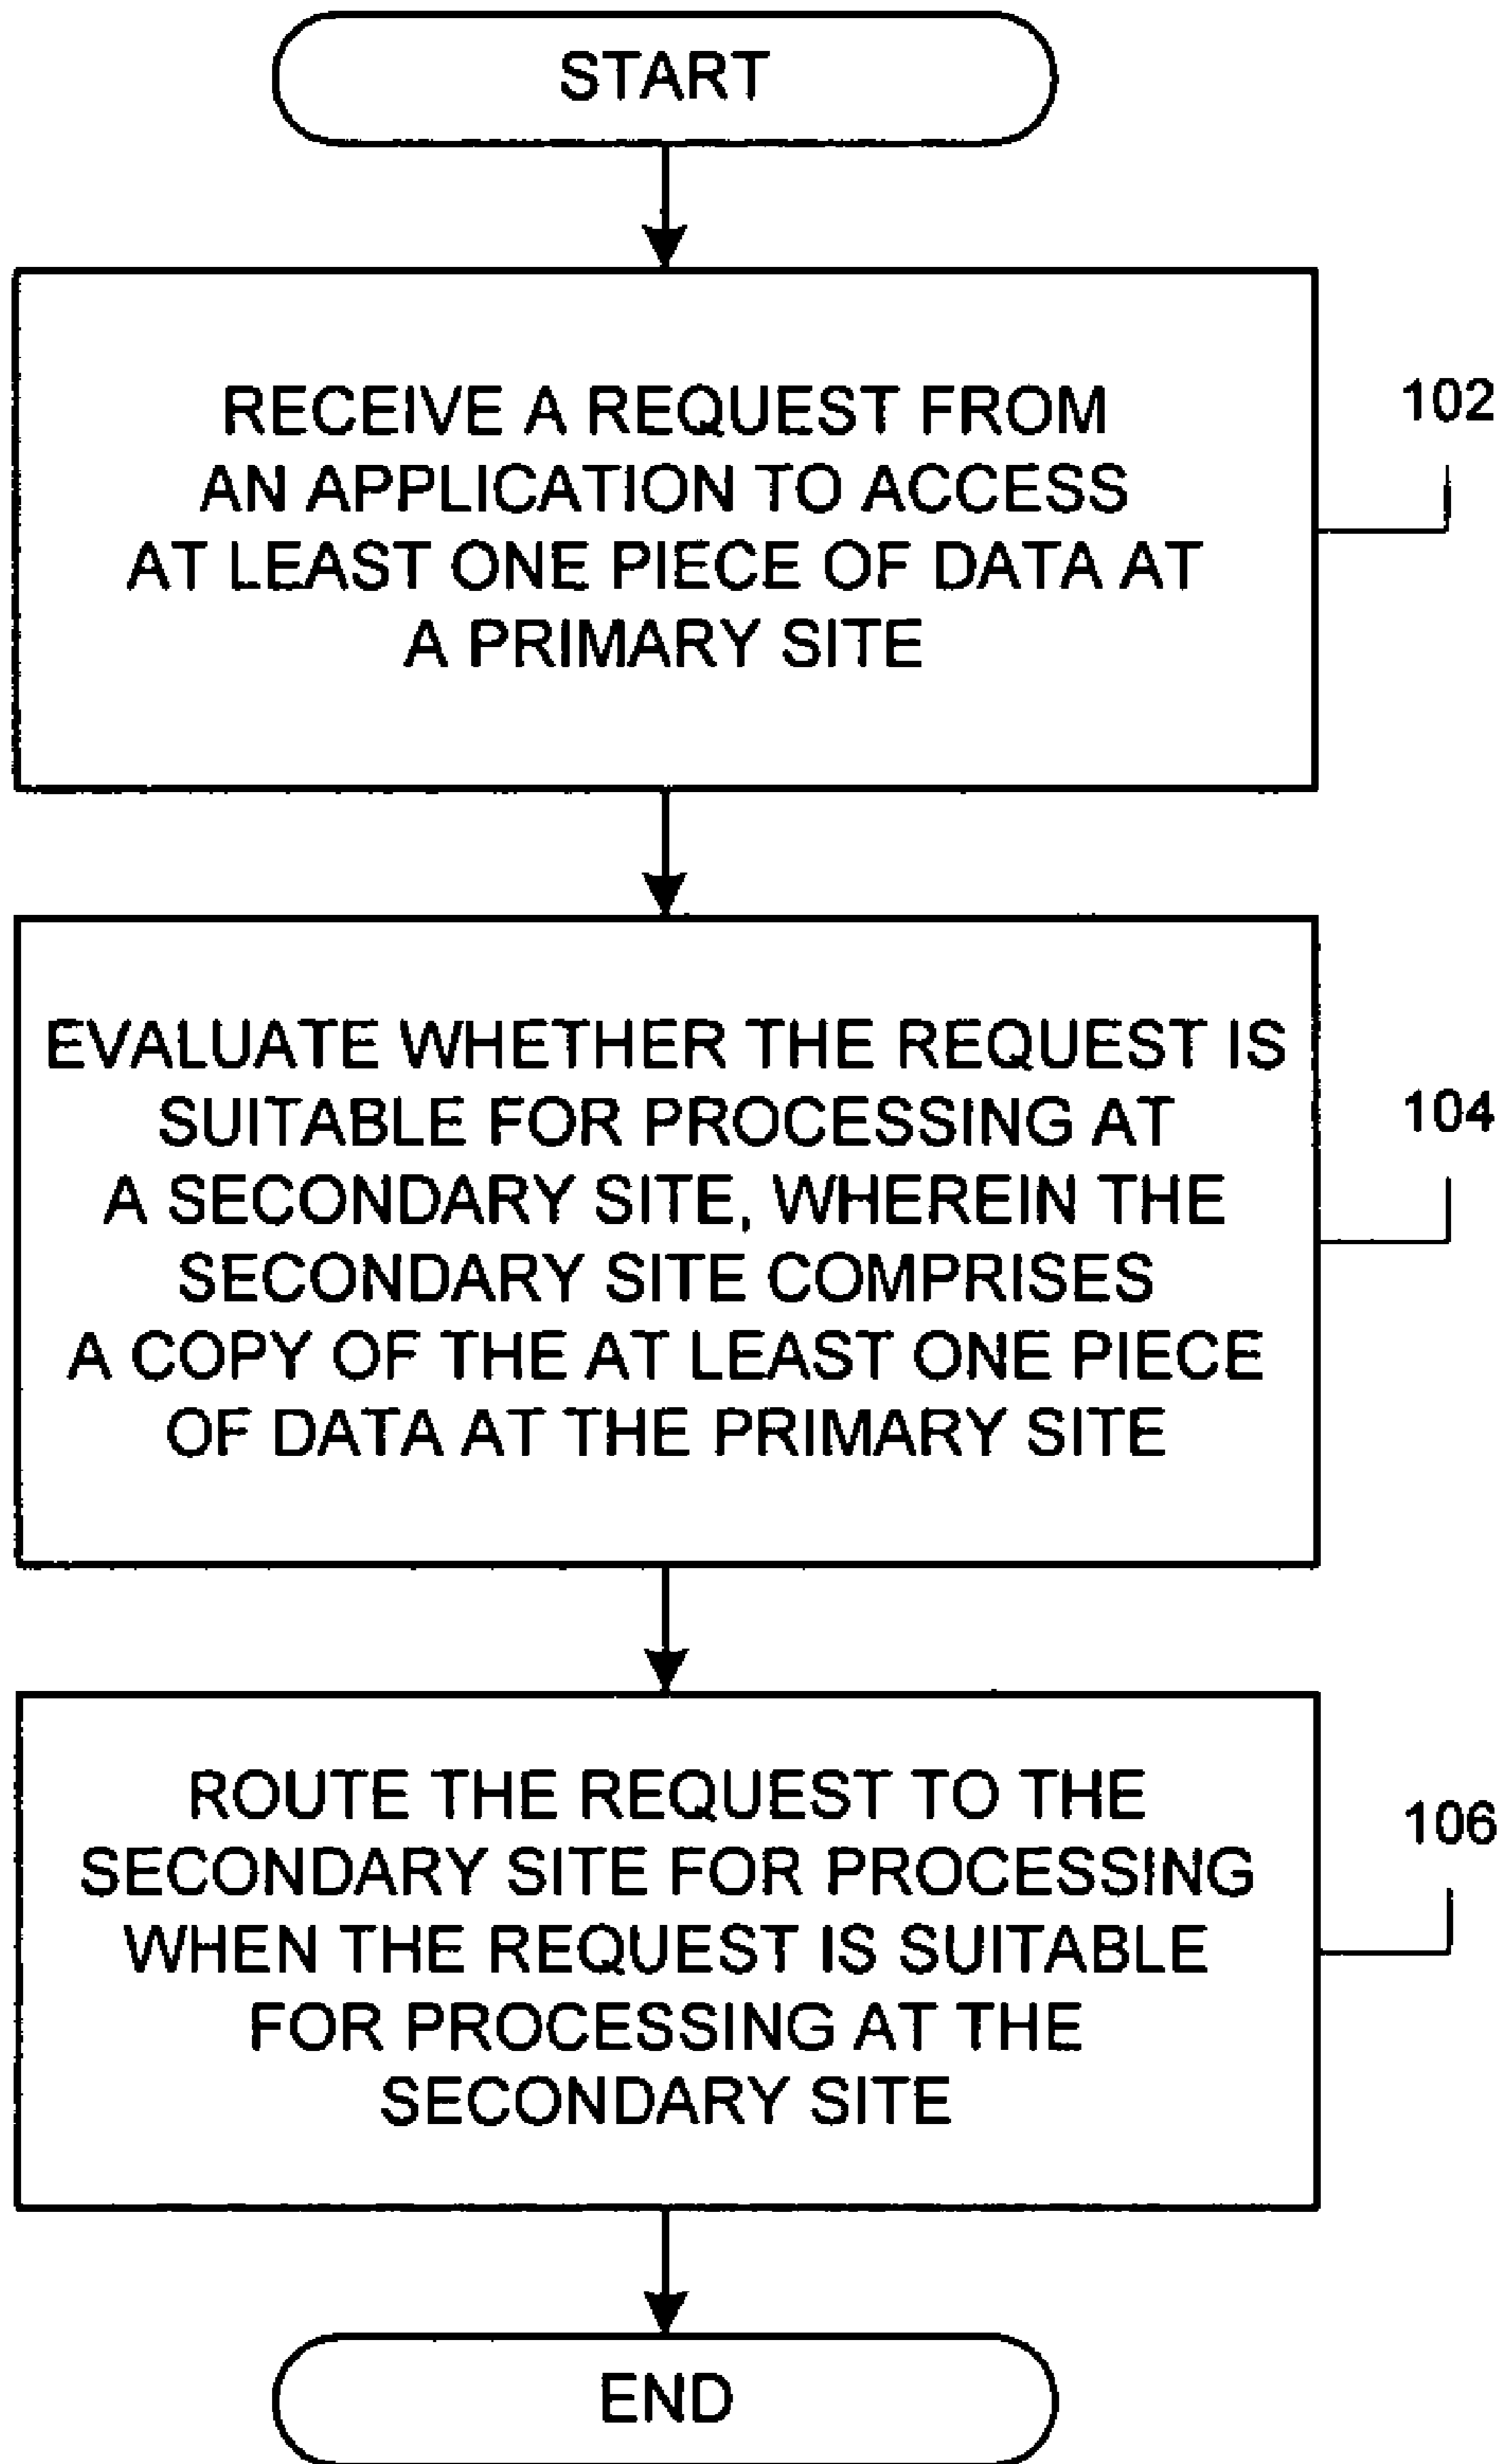 START
RECEIVE A REQUEST FROM
AN APPLICATION TO ACCESS
AT LEAST ONE PIECE OF DATA AT
A PRIMARY SITE
102
EVALUATE WHETHER THE REQUEST IS
SUITABLE FOR PROCESSING AT
A SECONDARY SITE, WHEREIN THE
SECONDARY SITE COMPRISES
A COPY OF THE AT LEAST ONE PIECE
OF DATA AT THE PRIMARY SITE
104
ROUTE THE REQUEST TO THE
SECONDARY SITE FOR PROCESSING
WHEN THE REQUEST IS SUITABLE
FOR PROCESSING AT THE
SECONDARY SITE
106
END